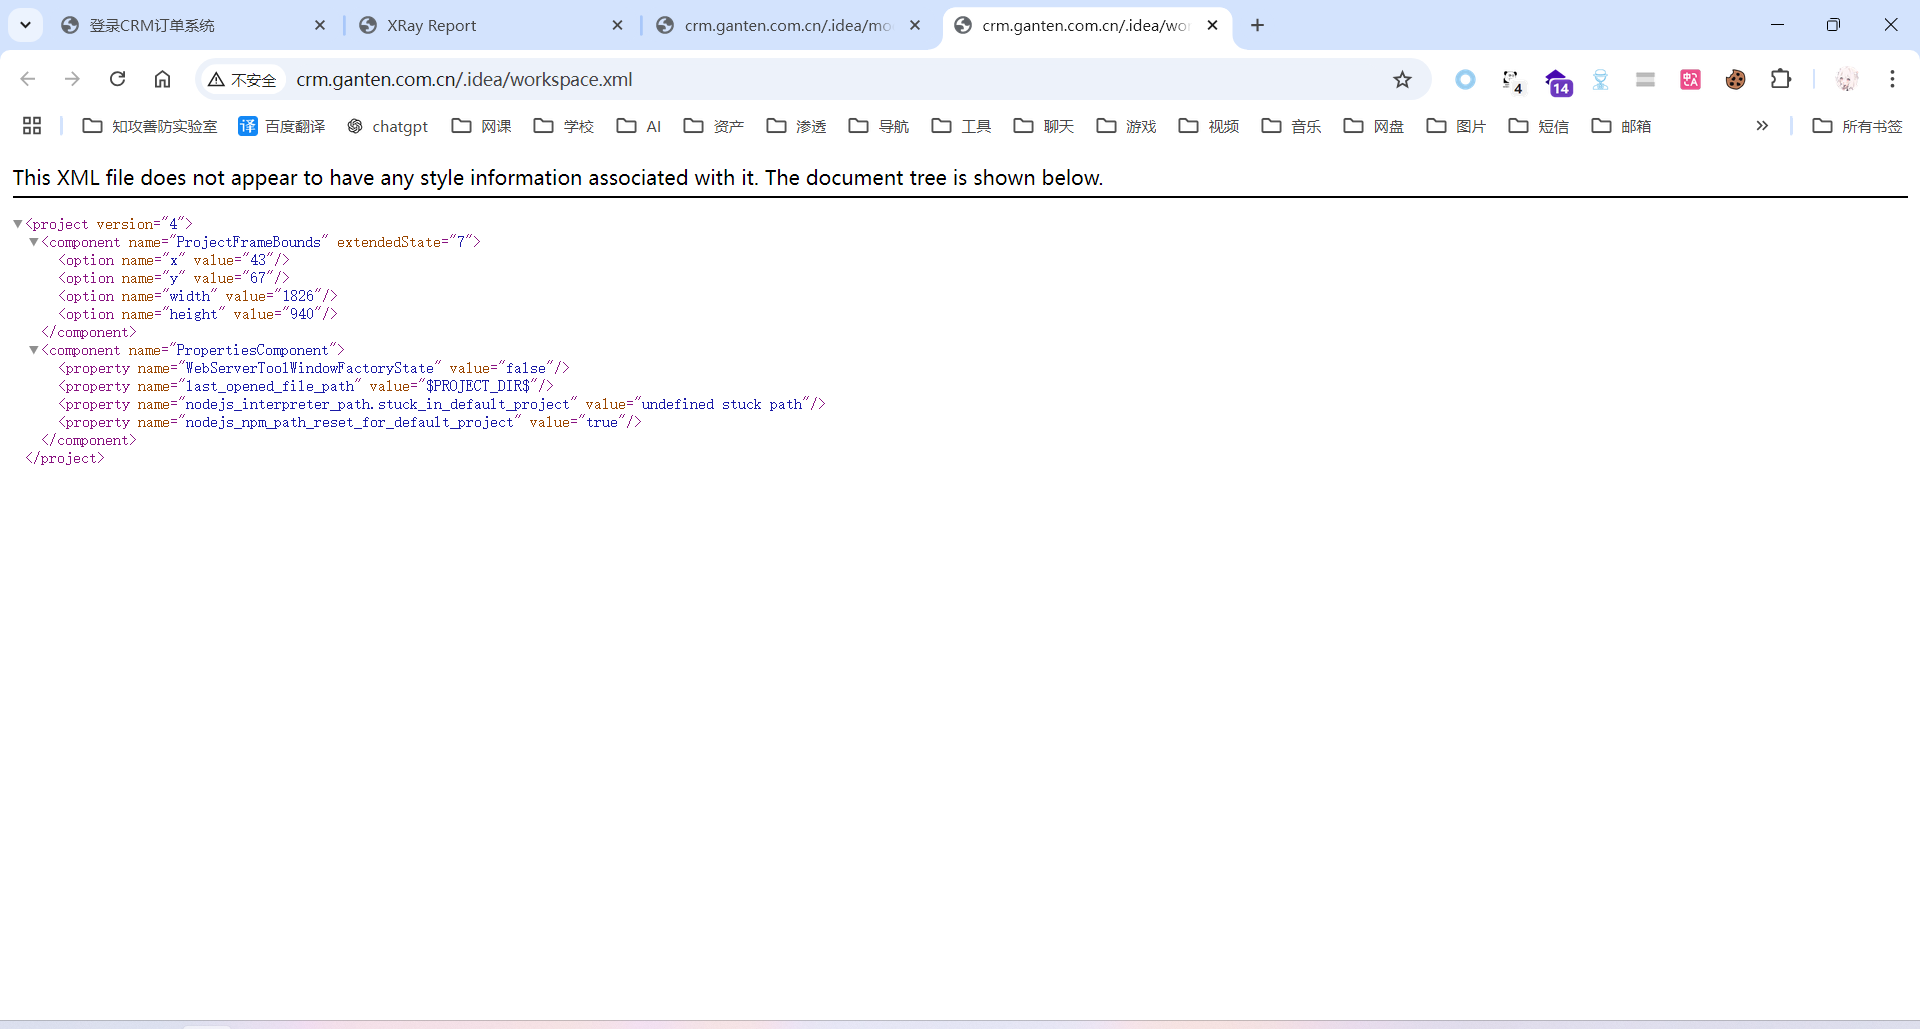 登录CRM订单系统
XRay Report
crm.ganten.com.cn/.idea/mo
crm.ganten.com.cn/.idea/wor
不安全
crm.ganten.com.cn/.idea/workspace.xml
4
14
知攻善防实验室
译 百度翻译
chatgpt
网课
学校
AI
资产
渗透
导航
工具
聊天
游戏
视频
音乐
网盘
图片
短信
邮箱
所有书签
This XML file does not appear to have any style information associated with it. The document tree is shown below.
<project version="4">
<component name="ProjectFrameBounds" extendedState="7">
<option name="x" value="43"/>
<option name="y" value="67"/>
<option name="width" value="1826"/>
<option name="height" value="940"/>
</component>
<component name="PropertiesComponent">
<property name="WebServerToolWindowFactoryState" value="false"/>
<property name="last_opened_file_path" value="$PROJECT_DIR$"/>
<property name="nodejs_interpreter_path.stuck_in_default_project" value="undefined stuck path"/>
<property name="nodejs_npm_path_reset_for_default_project" value="true"/>
</component>
</project>